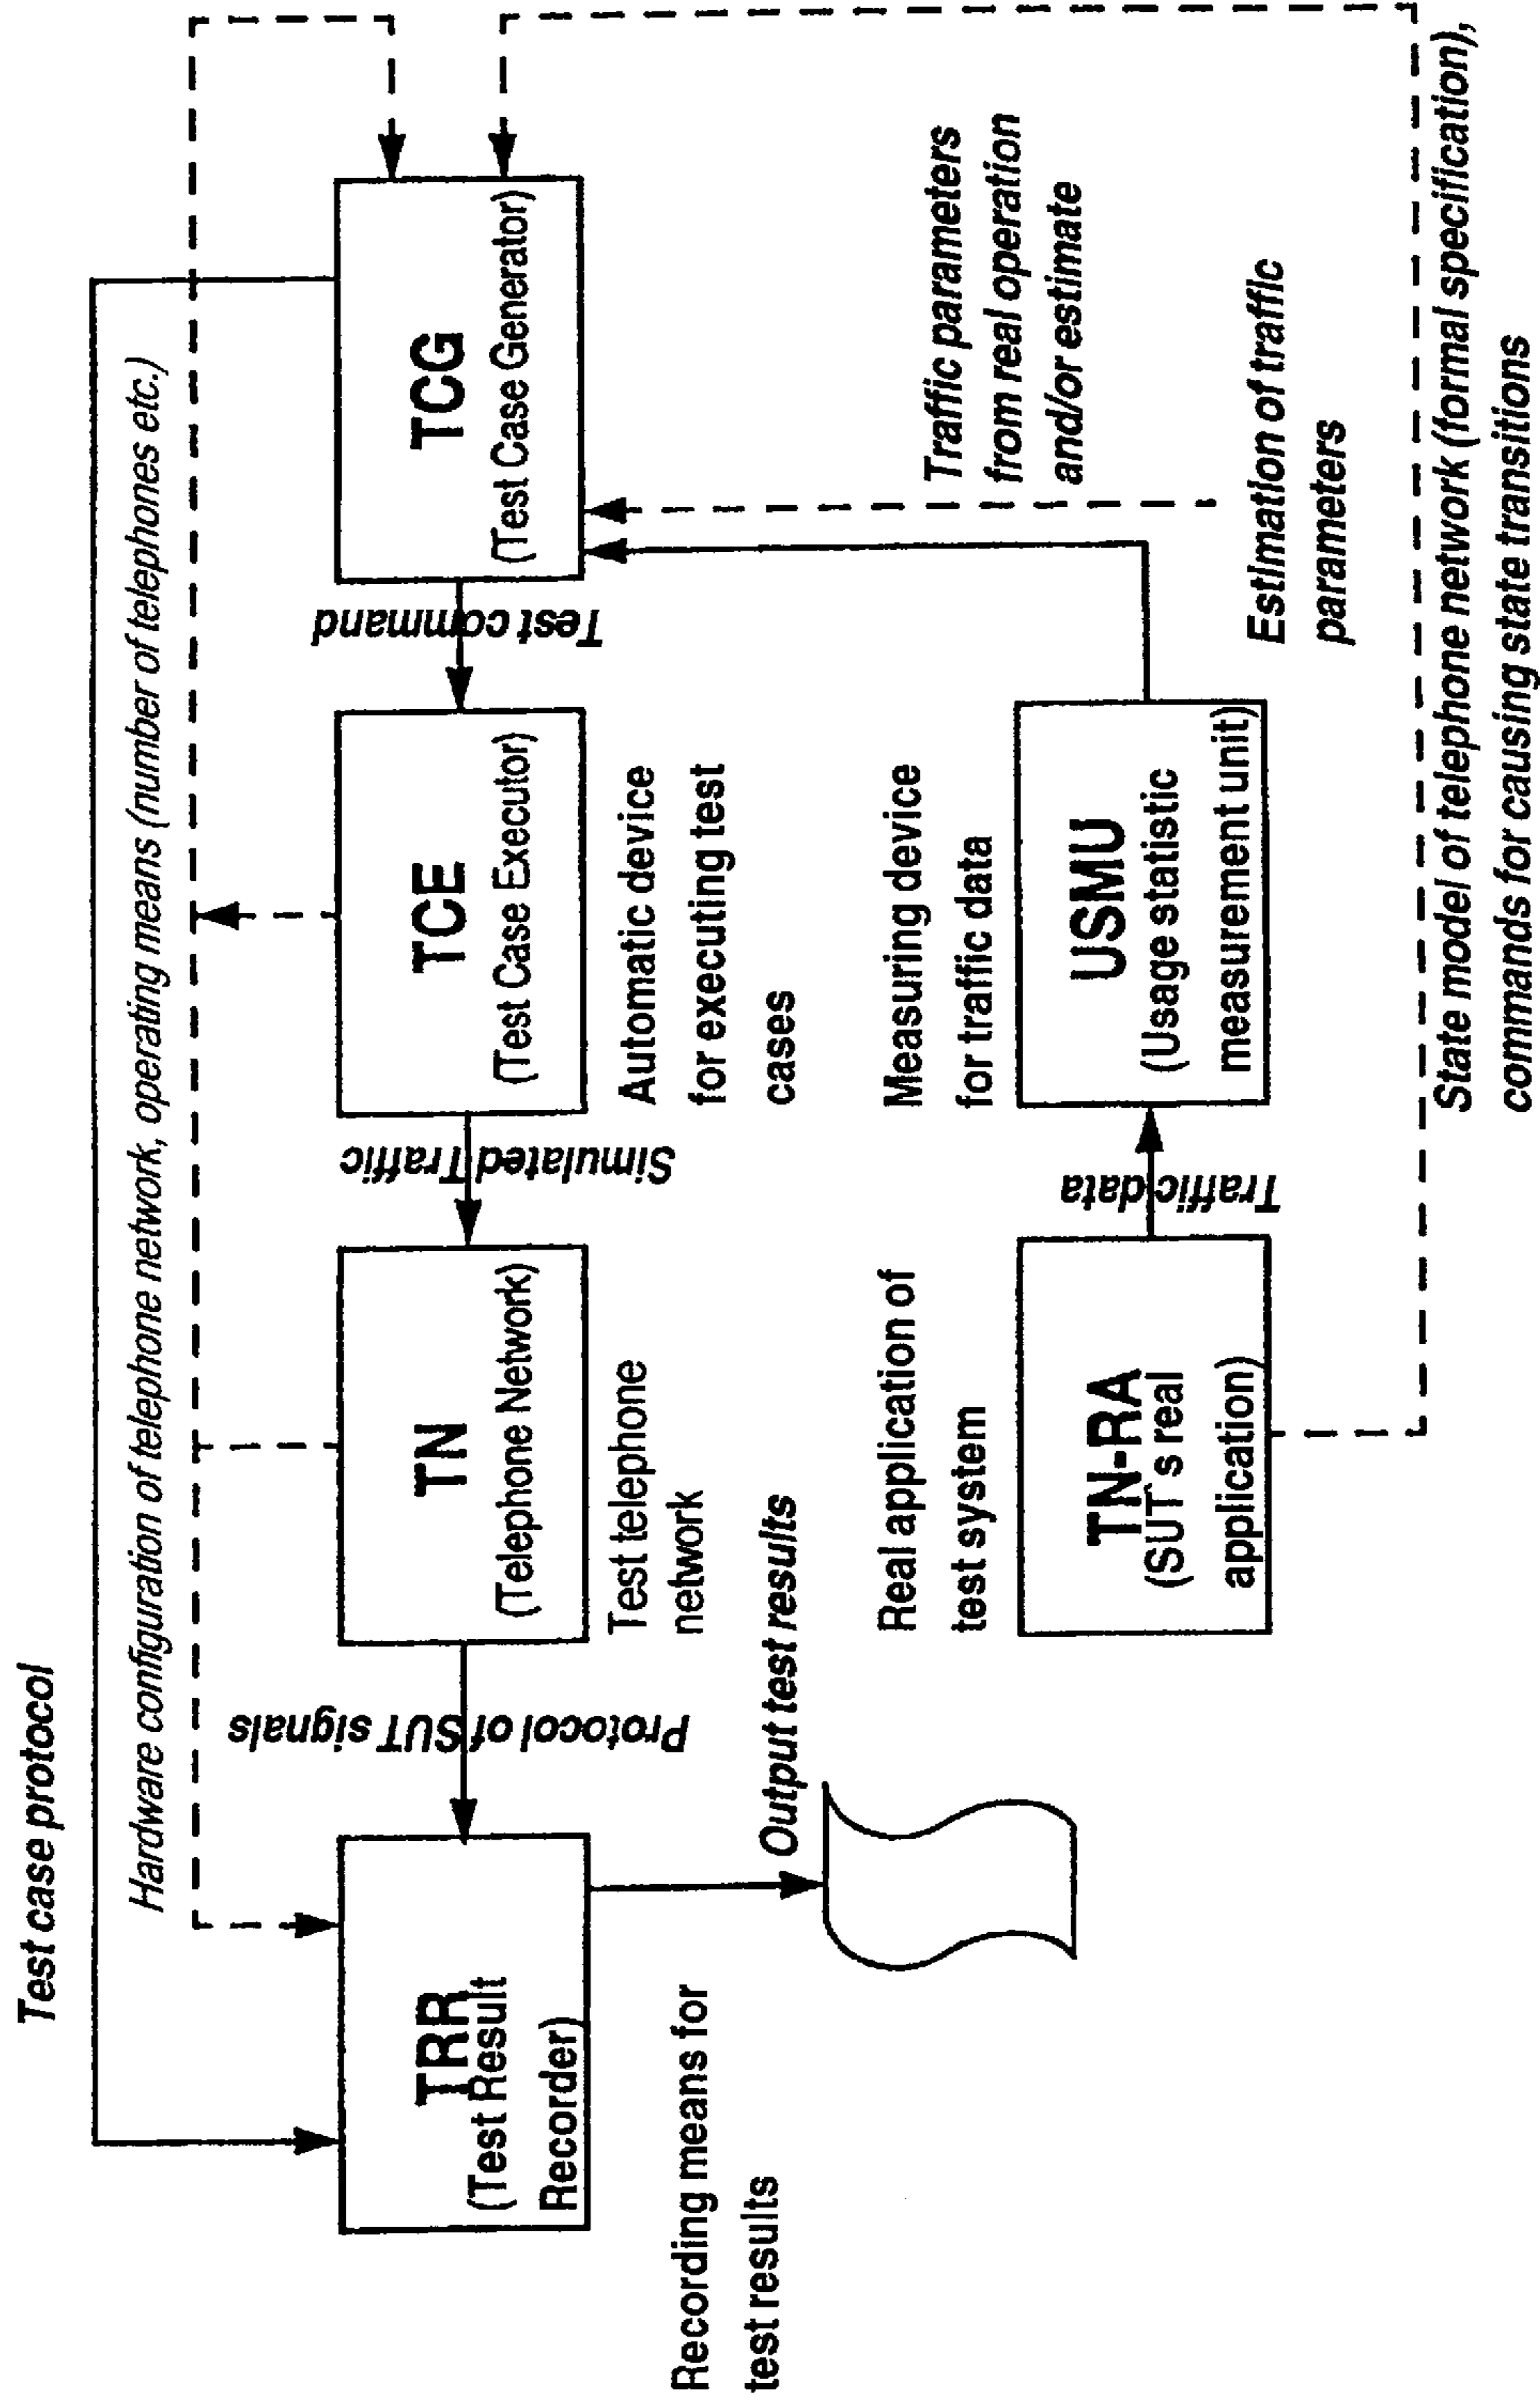 Test case protocol
Hardware configuration of telephone network, operating means (number of telephones etc.)
TRR
(Test Result
Recorder)
Recording means for
test results
Protocol of SUT signals
Output test results
TN
(Telephone Network)
Test telephone
network
Simulated Traffic
TCE
(Test Case Executor)
Automatic device
for executing test
cases
Test command
TCG
(Test Case Generator)
Traffic parameters
from real operation
and/or estimate
Real application of
test system
TN-RA
(SUT`s real
application)
Traffic data
Measuring device
for traffic data
USMU
(Usage statistic
measurement unit)
Estimation of traffic
parameters
State model of telephone network (formal specification),
commands for causing state transitions